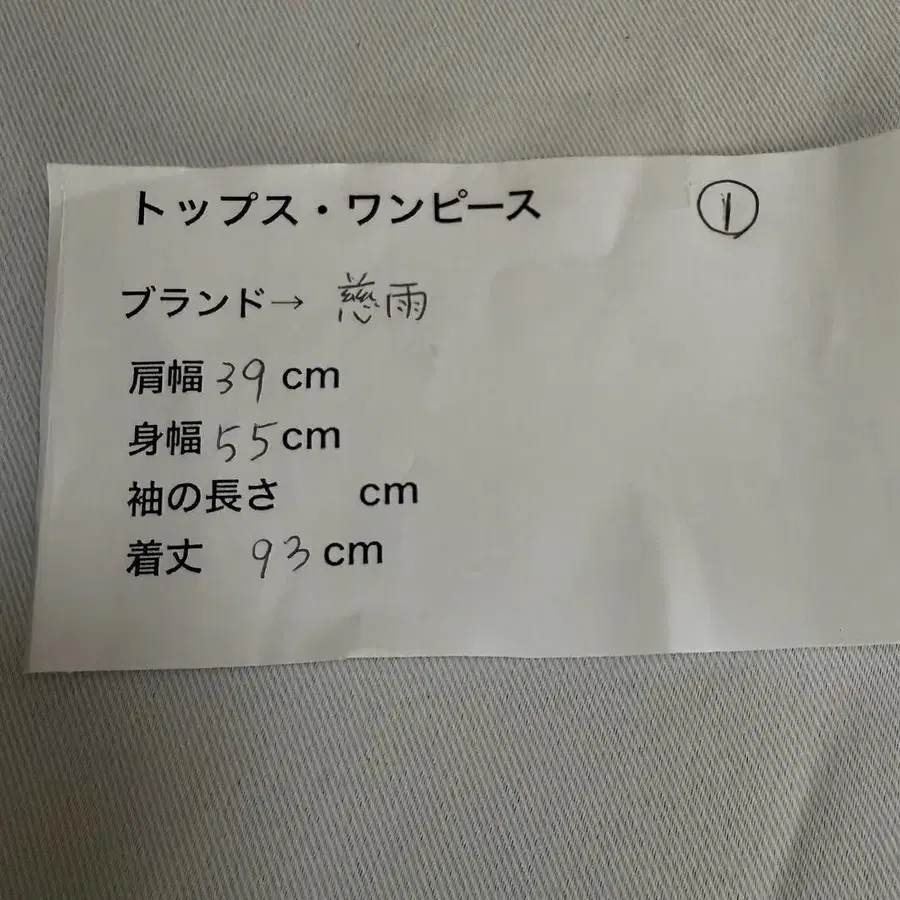 トップス・ワンピース ①
ブランド→ 慈雨
肩幅 39 cm
身幅 55 cm
袖の長さ cm
着丈 93 cm